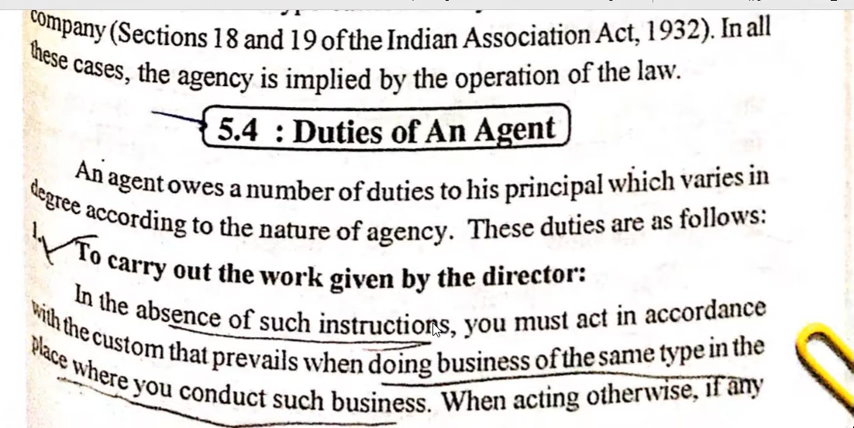 company (Sections 18 and 19 of the Indian Association Act, 1932). In all
these cases, the agency is implied by the operation of the law.
5.4 : Duties of An Agent
An agent owes a number of duties to his principal which varies in
degree according to the nature of agency. These duties are as follows:
1. To carry out the work given by the director:
In the absence of such instructions, you must act in accordance
with the custom that prevails when doing business of the same type in the
place where you conduct such business. When acting otherwise, if any